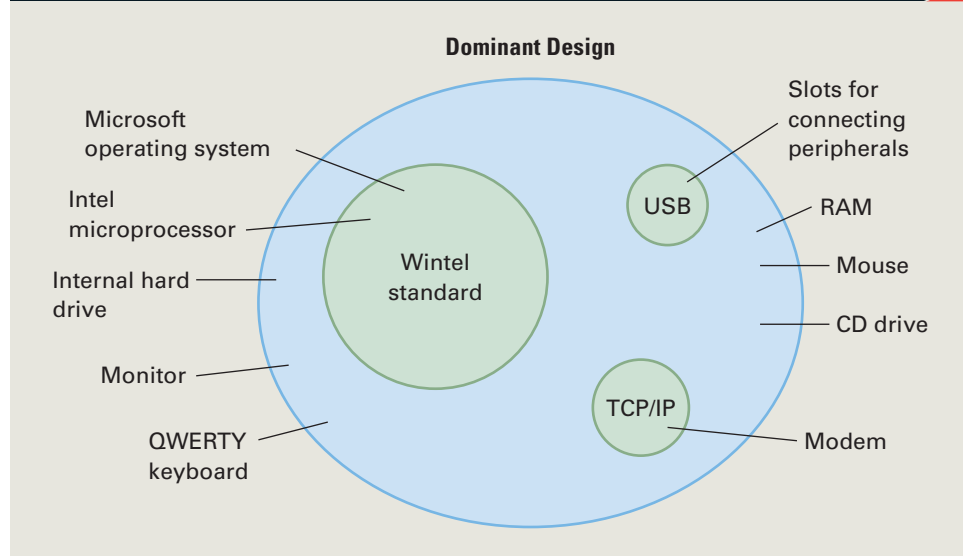 Dominant Design
Microsoft
operating system
Intel
microprocessor
Internal hard
drive
Monitor
QWERTY
keyboard
Wintel
standard
USB
TCP/IP
Slots for
connecting
peripherals
RAM
Mouse
CD drive
Modem